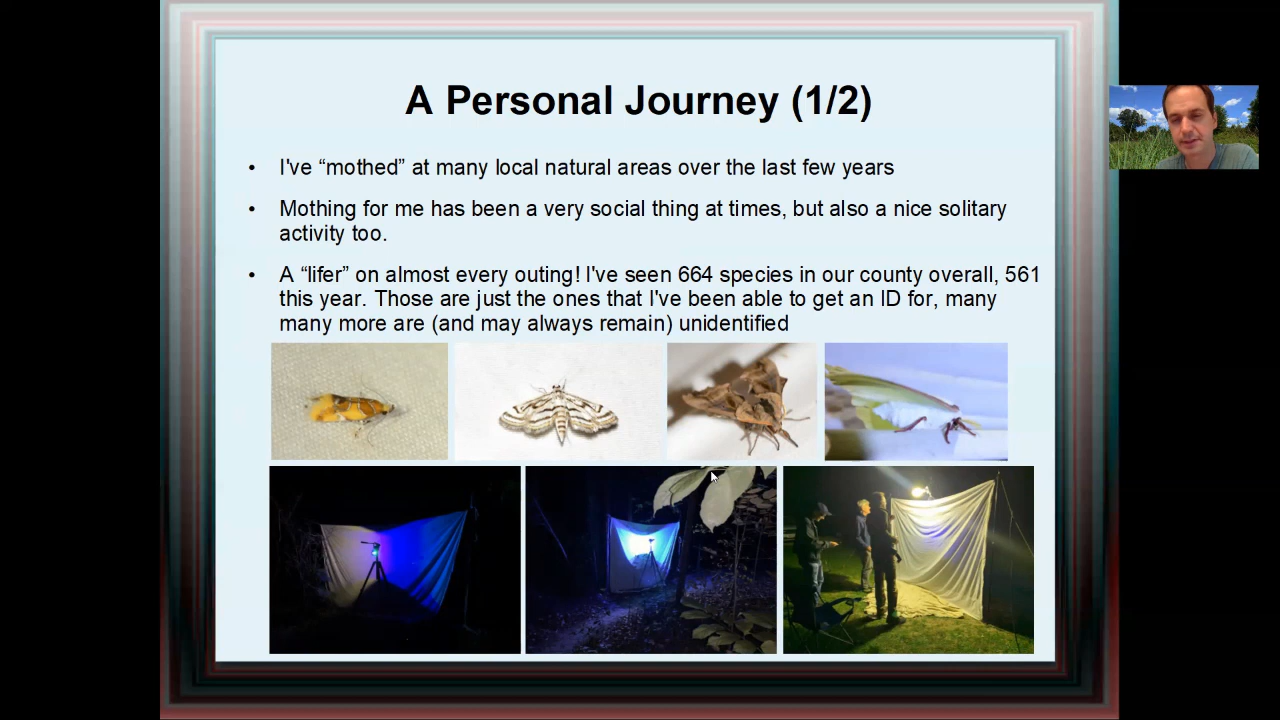 A Personal Journey (1/2)
• I've “mothed” at many local natural areas over the last few years
• Mothing for me has been a very social thing at times, but also a nice solitary
activity too.
• A “lifer” on almost every outing! I've seen 664 species in our county overall, 561
this year. Those are just the ones that I've been able to get an ID for, many
many more are (and may always remain) unidentified